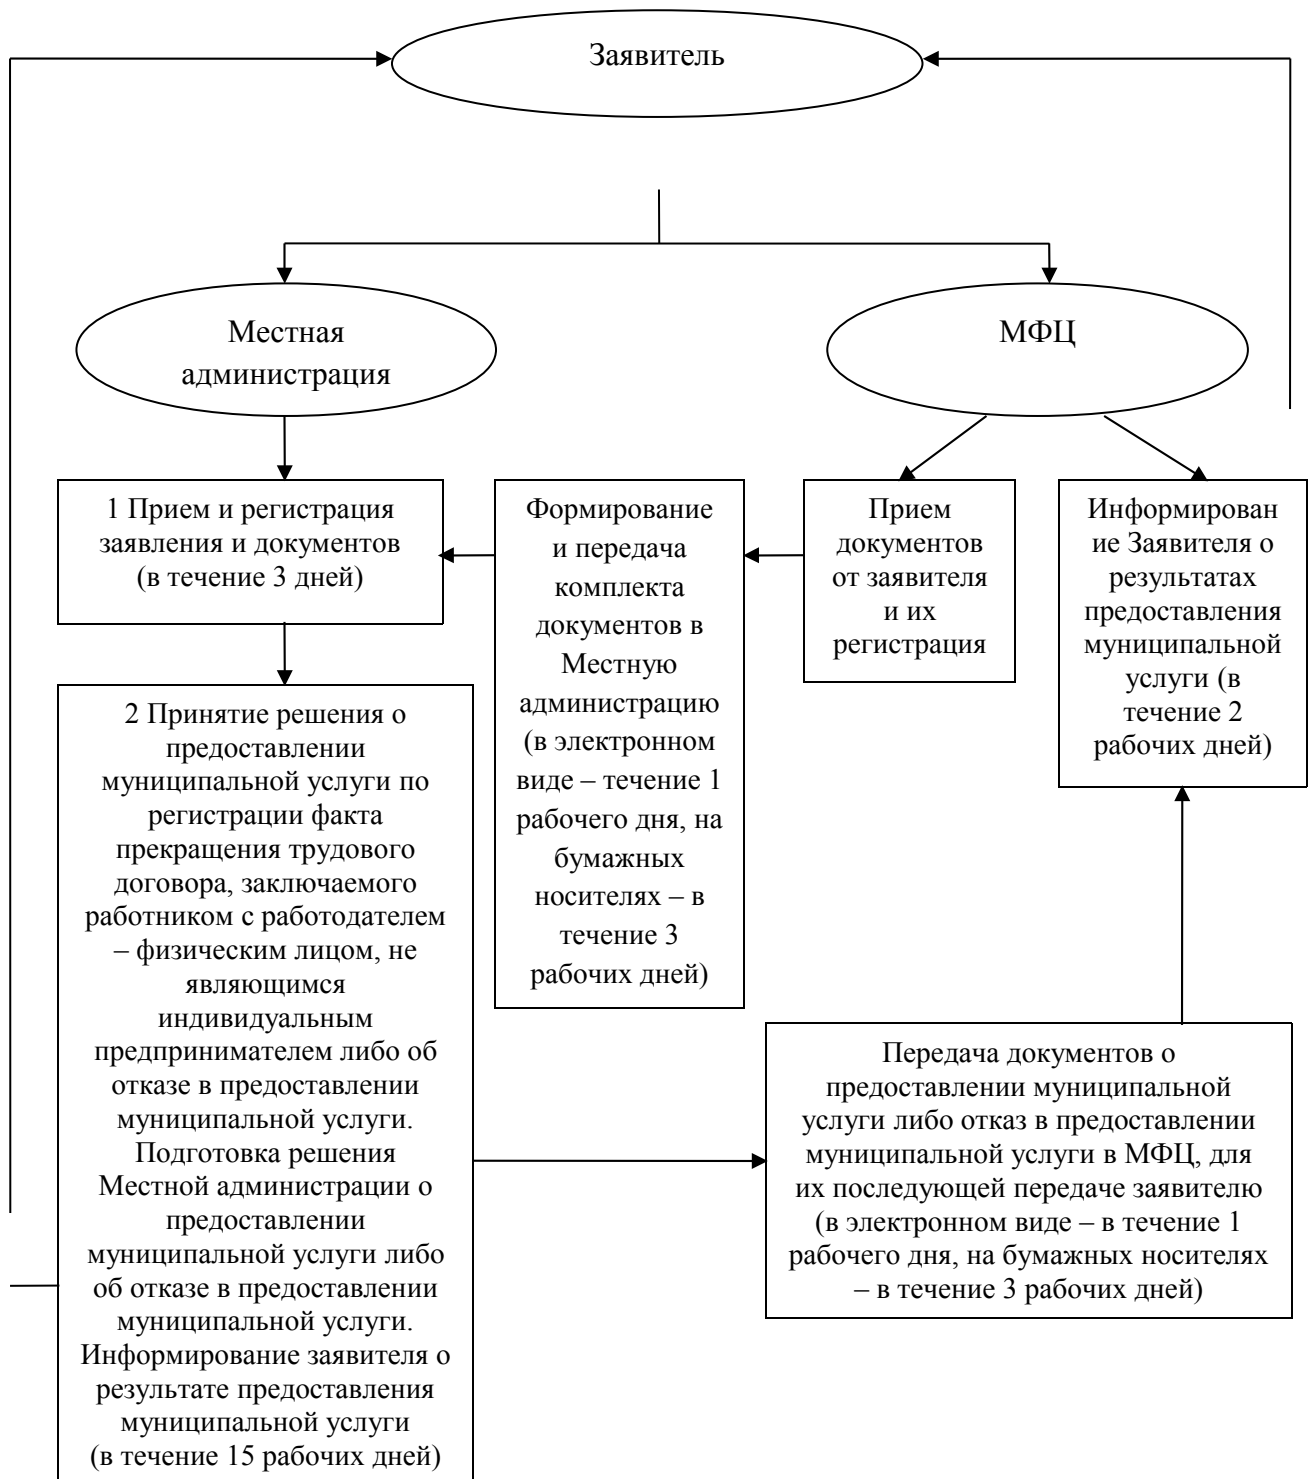 Заявитель
Местная
администрация
МФЦ
1 Прием и регистрация
заявления и документов
(в течение 3 дней)
Формирование
и передача
комплекта
документов в
Местную
администрацию
(в электронном
виде – течение 1
рабочего дня, на
бумажных
носителях – в
течение 3
рабочих дней)
Прием
документов
от заявителя
и их
регистрация
Информирован
ие Заявителя о
результатах
предоставления
муниципальной
услуги (в
течение 2
рабочих дней)
2 Принятие решения о
предоставлении
муниципальной услуги по
регистрации факта
прекращения трудового
договора, заключаемого
работником с работодателем
– физическим лицом, не
являющимся
индивидуальным
предпринимателем либо об
отказе в предоставлении
муниципальной услуги.
Подготовка решения
Местной администрации о
предоставлении
муниципальной услуги либо
об отказе в предоставлении
муниципальной услуги.
Информирование заявителя о
результате предоставления
муниципальной услуги
(в течение 15 рабочих дней)
Передача документов о
предоставлении муниципальной
услуги либо отказ в предоставлении
муниципальной услуги в МФЦ, для
их последующей передаче заявителю
(в электронном виде – в течение 1
рабочего дня, на бумажных носителях
– в течение 3 рабочих дней)